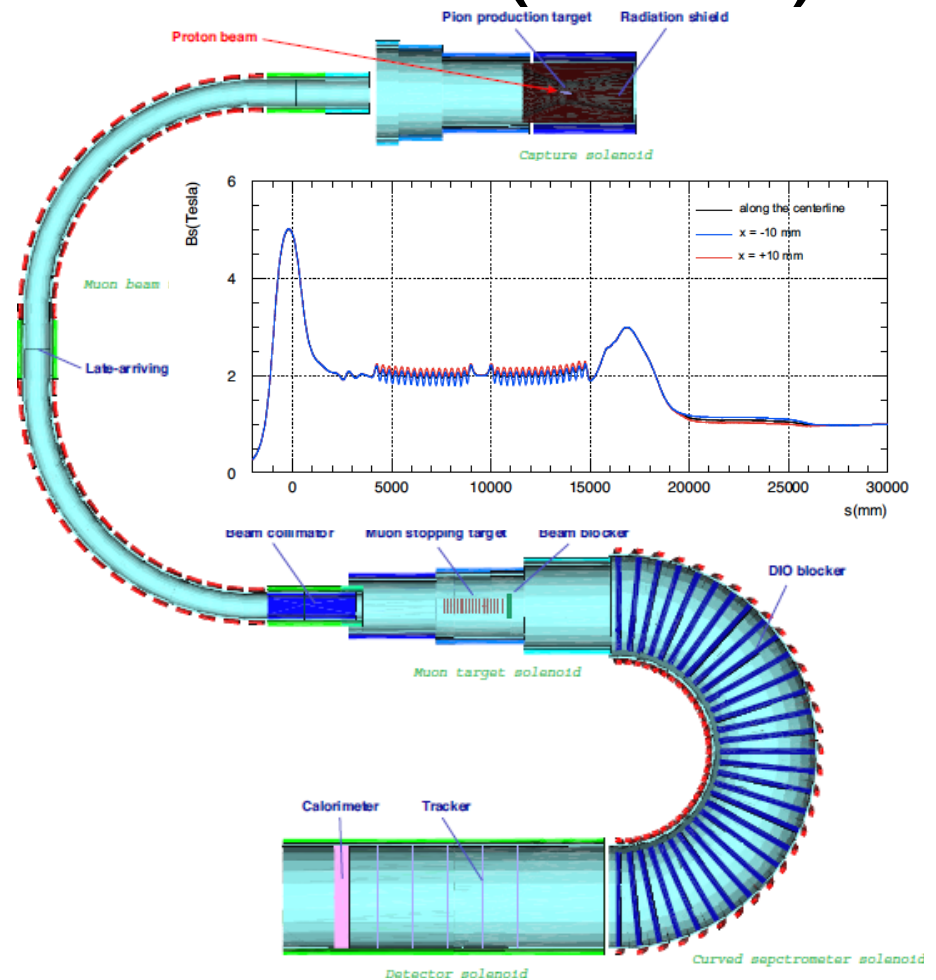 Pion production target
Radiation shield
Proton beam
Capture solenoid
6
Bs(Tesla)
along the centerline
x = -10 mm
x = +10 mm
4
Muon beam
Late-arriving
2
0
0
5000
10000
15000
20000
25000
30000
s(mm)
Beam collimator
Muon stopping target
Beam blocker
DIO blocker
Muon target solenoid
Calorimeter
Tracker
Curved sepctrometer solenoid
Detector solenoid